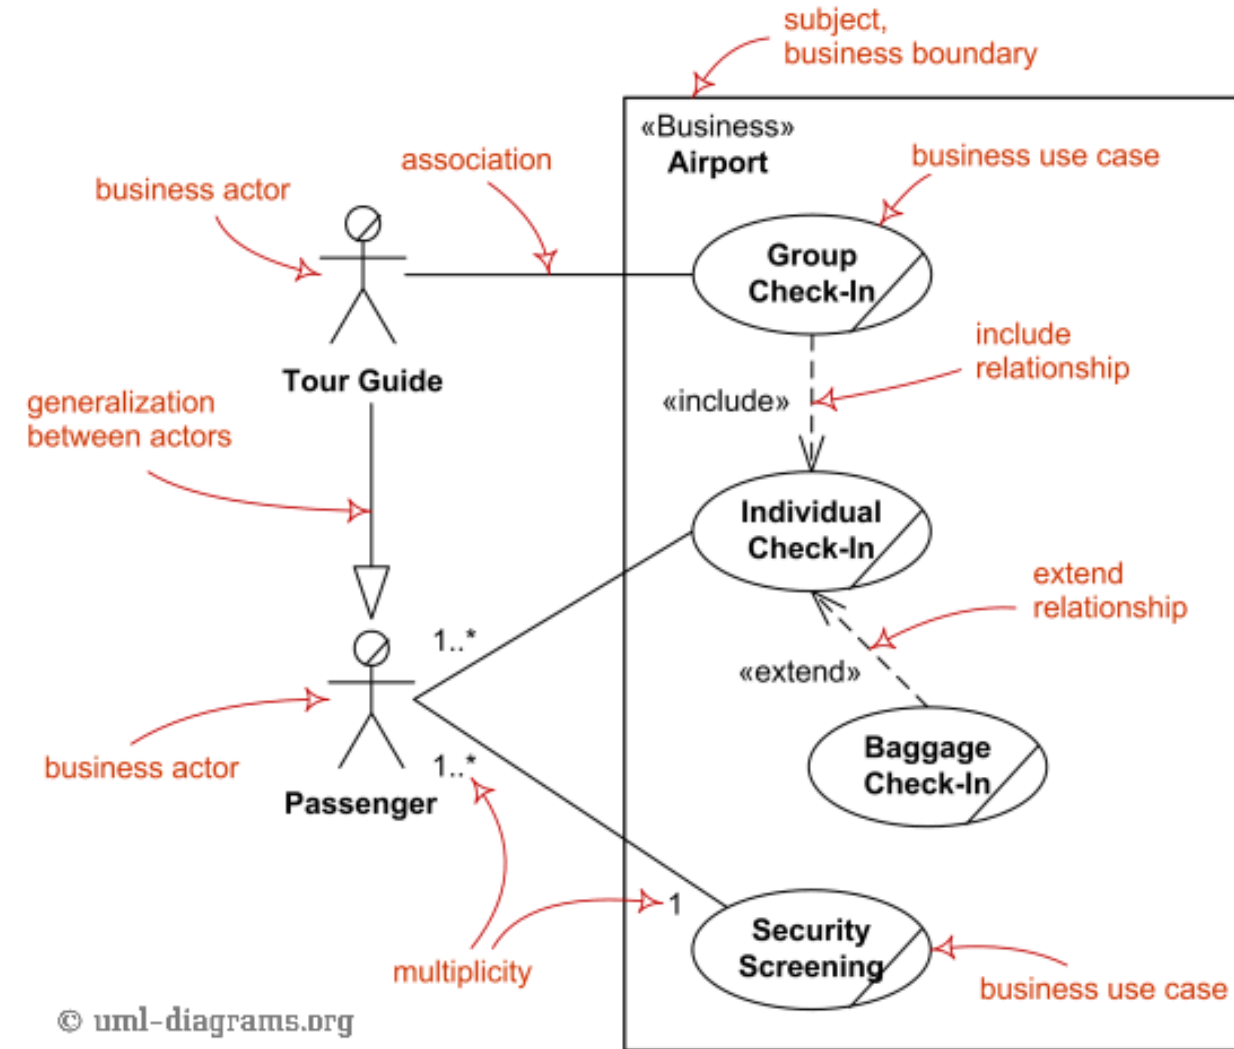 subject,
business boundary
«Business»
Airport
business use case
association
business actor
Group
Check-In
Tour Guide
include
relationship
«include»
generalization
between actors
Individual
Check-In
extend
relationship
1..*
«extend»
business actor
1..*
Passenger
Baggage
Check-In
1
Security
Screening
multiplicity
business use case
© uml-diagrams.org